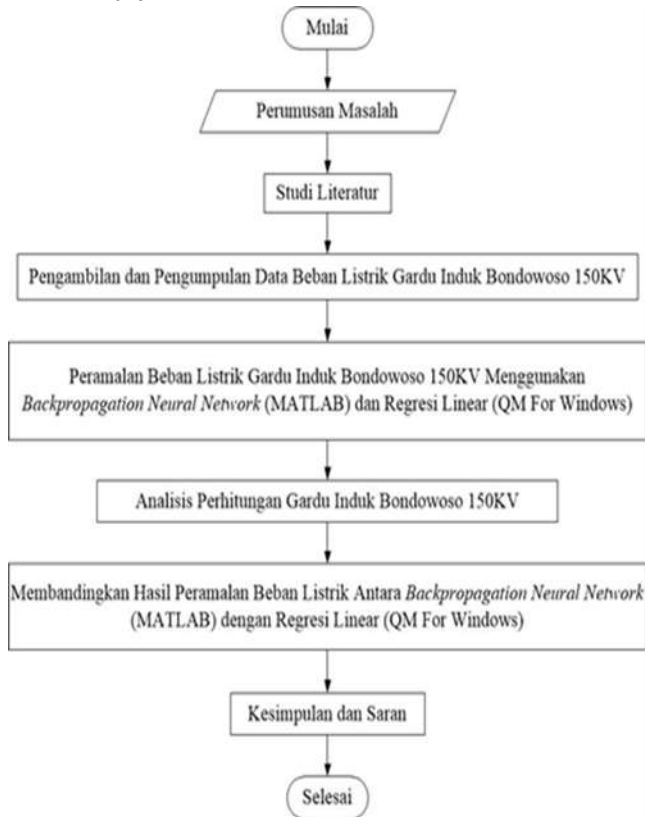 Mulai
Perumusan Masalah
Studi Literatur
Pengambilan dan Pengumpulan Data Beban Listrik Gardu Induk Bondowoso 150KV
Peramalan Beban Listrik Gardu Induk Bondowoso 150KV Menggunakan
Backpropagation Neural Network (MATLAB) dan Regresi Linear (QM For Windows)
Analisis Perhitungan Gardu Induk Bondowoso 150KV
Membandingkan Hasil Peramalan Beban Listrik Antara Backpropagation Neural Network
(MATLAB) dengan Regresi Linear (QM For Windows)
Kesimpulan dan Saran
Selesai